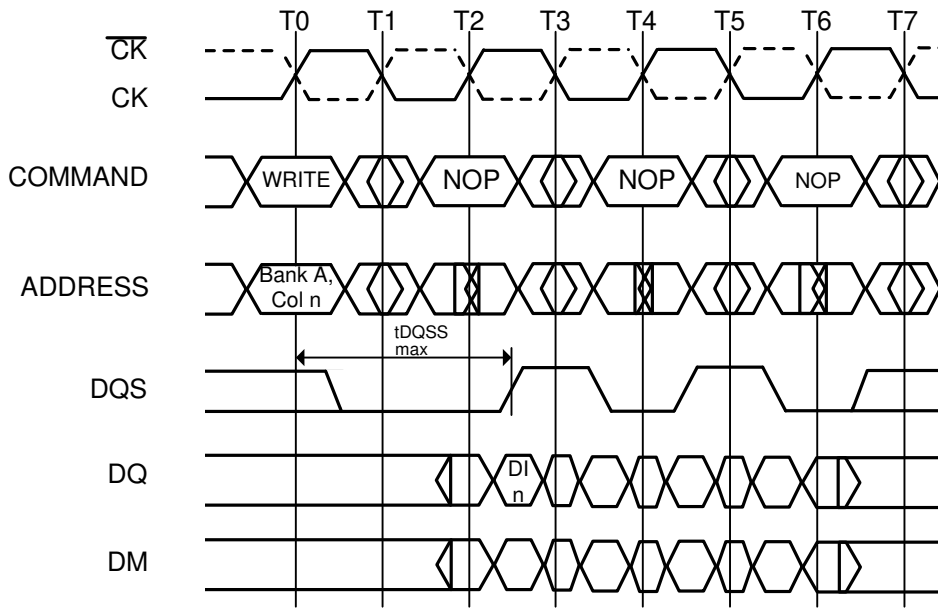 T0 T1 T2 T3 T4 T5 T6 T7
CK
CK
COMMAND WRITE NOP NOP NOP
ADDRESS Bank A,
Col n
tDQSS
max
DQS
DQ DI
n
DM